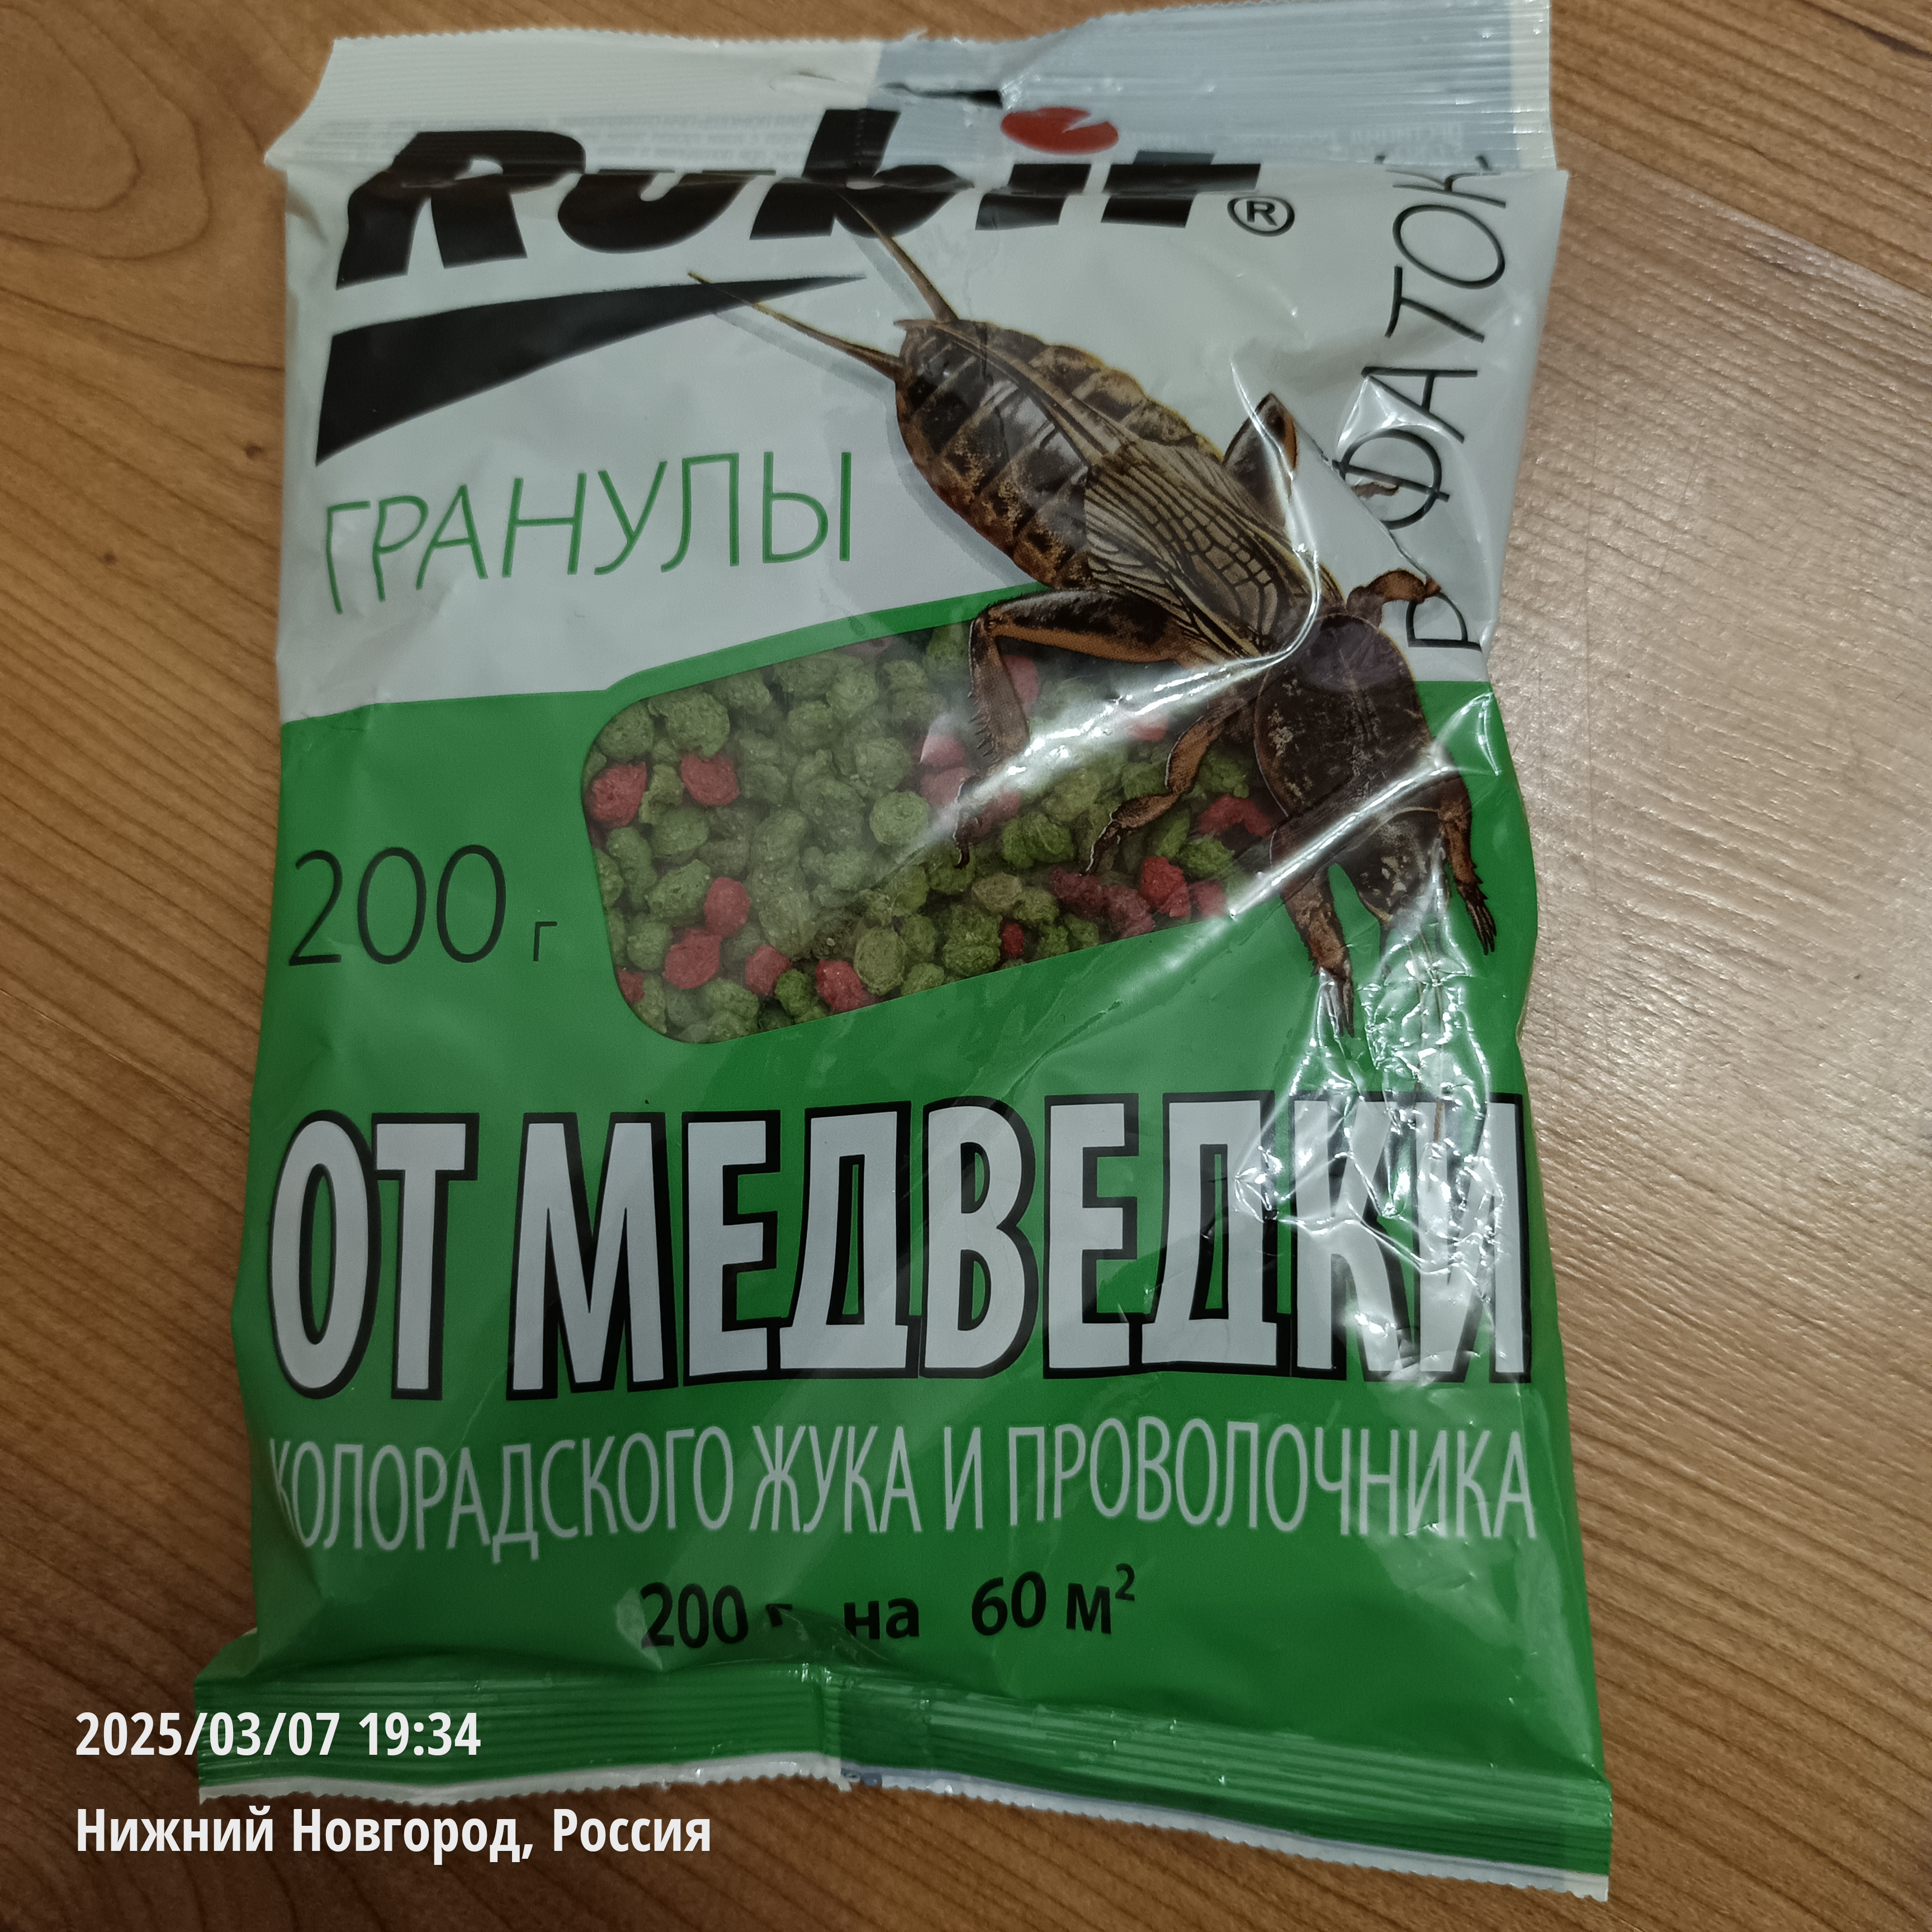 Rubit®
РОФАТОКС
ГРАНУЛЫ
200 г
ОТ МЕДВЕДКИ
КОЛОРАДСКОГО ЖУКА И ПРОВОЛОЧНИКА
200 г на 60 м²
2025/03/07 19:34
Нижний Новгород, Россия